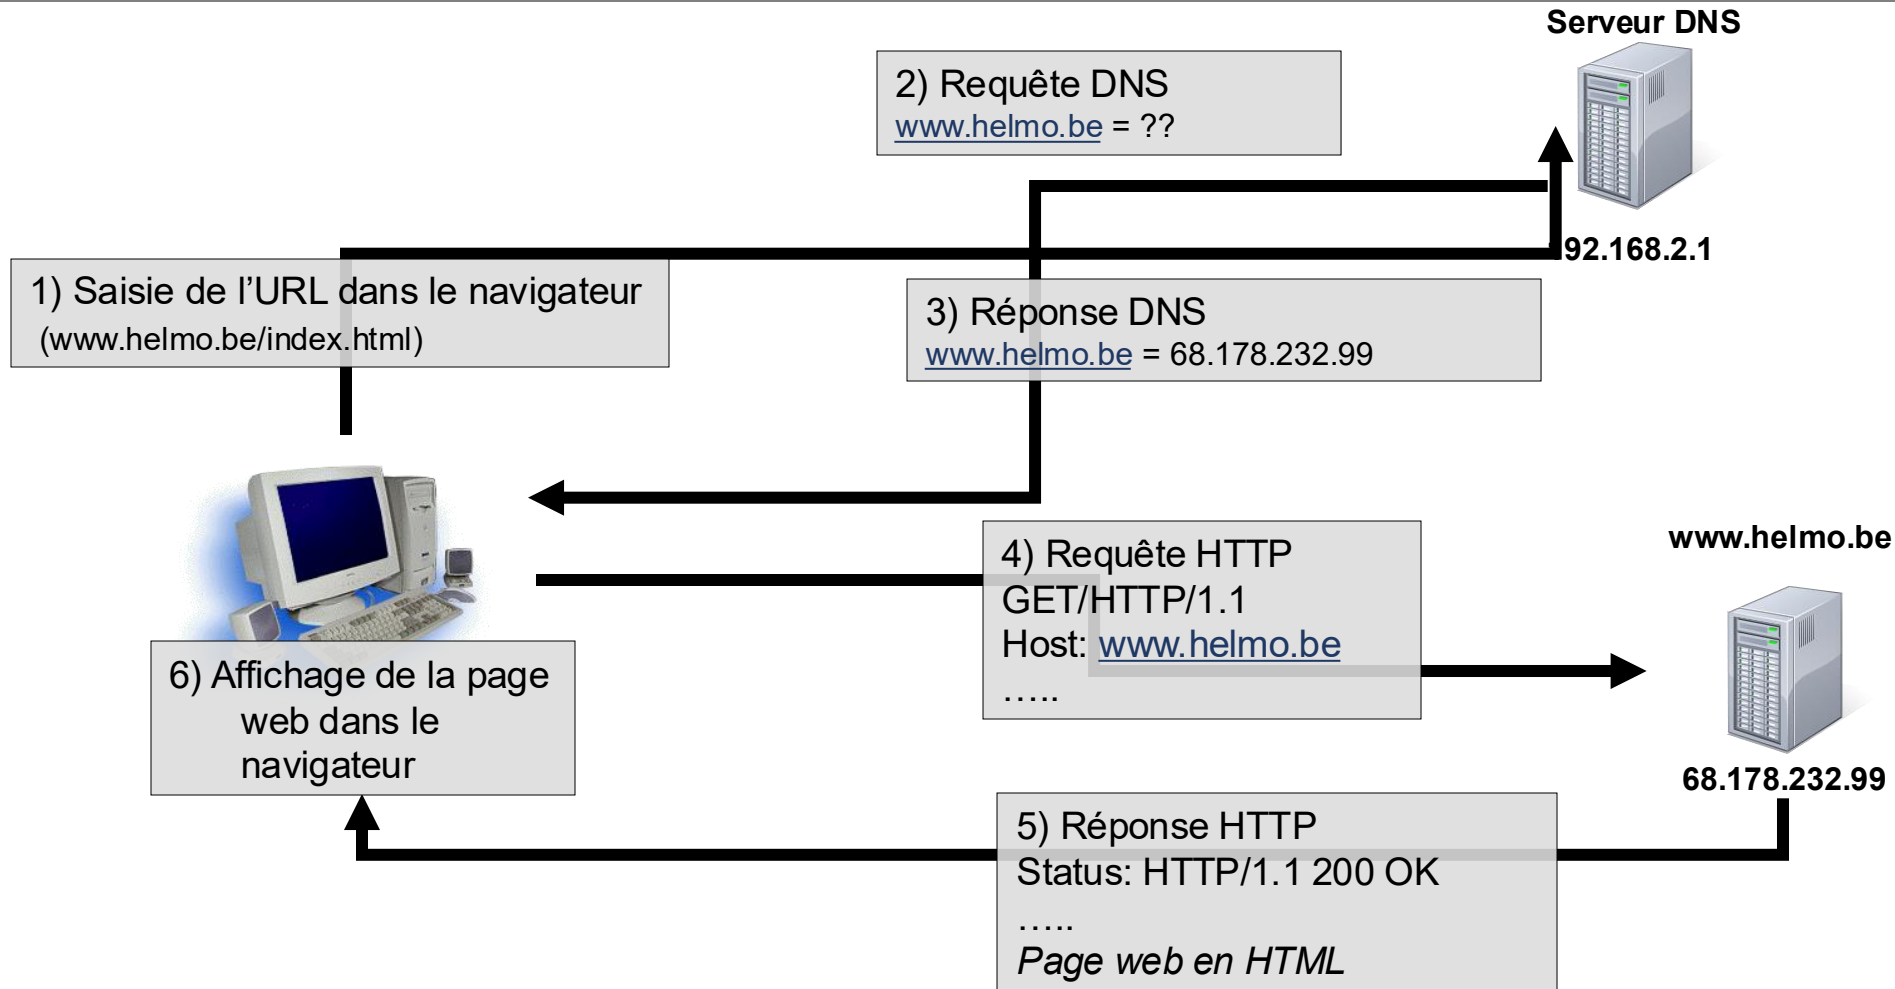 Serveur DNS
2) Requête DNS
www.helmo.be = ??
92.168.2.1
1) Saisie de l’URL dans le navigateur
(www.helmo.be/index.html)
3) Réponse DNS
www.helmo.be = 68.178.232.99
4) Requête HTTP
GET/HTTP/1.1
Host: www.helmo.be
…..
www.helmo.be
68.178.232.99
5) Réponse HTTP
Status: HTTP/1.1 200 OK
…..
Page web en HTML
6) Affichage de la page
web dans le
navigateur